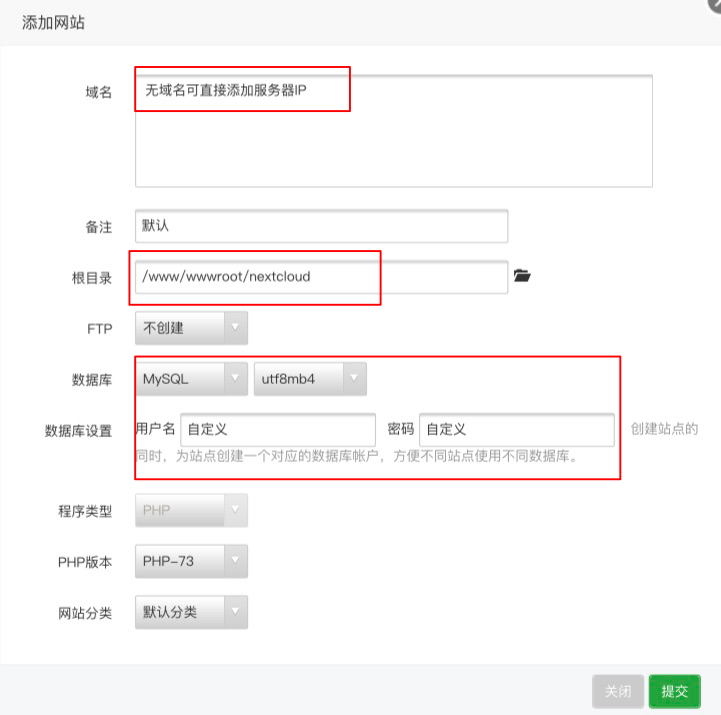 添加网站
域名 无域名可直接添加服务器IP
备注 默认
根目录 /www/wwwroot/nextcloud
FTP 不创建
数据库 MySQL utf8mb4
数据库设置 用户名 自定义 密码 自定义 创建站点的
同时，为站点创建一个对应的数据库帐户，方便不同站点使用不同数据库。
程序类型 PHP
PHP版本 PHP-73
网站分类 默认分类
关闭 提交